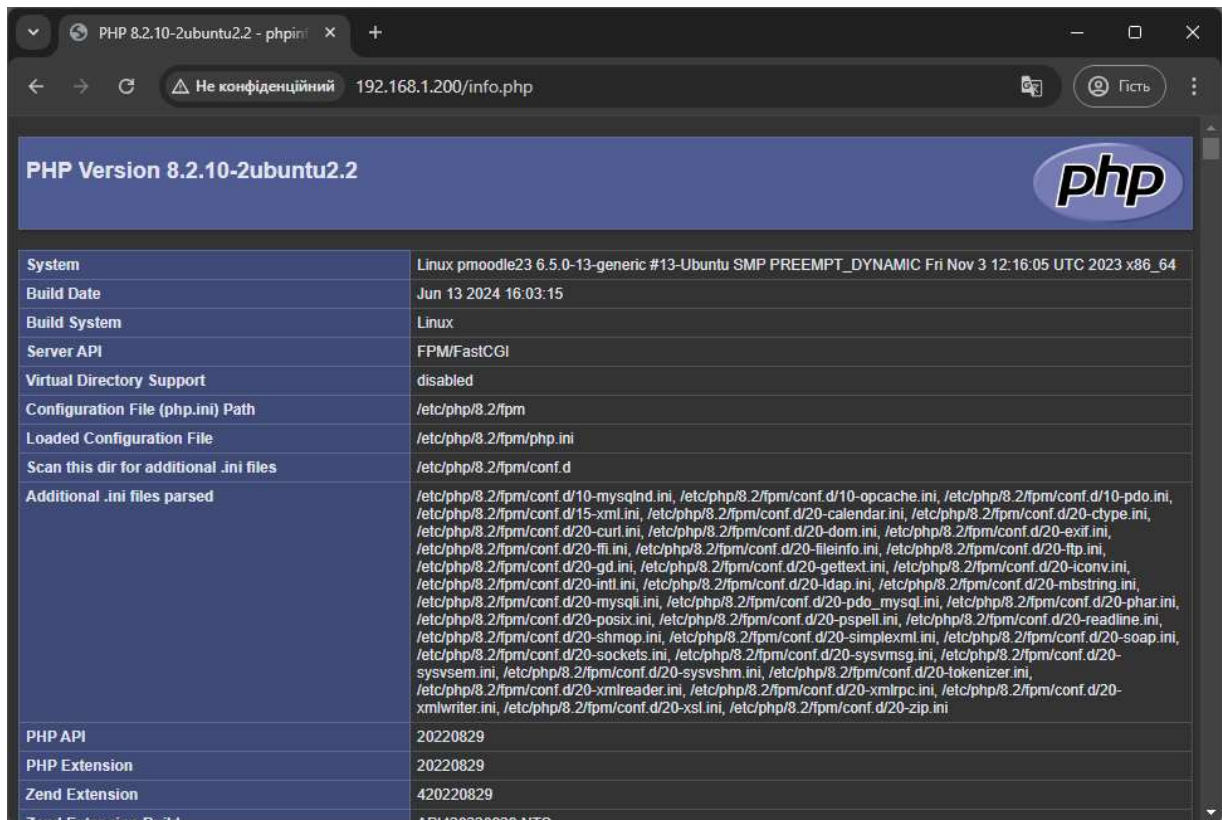 PHP 8.2.10-2ubuntu2.2 - phpinf
Не конфіденційний 192.168.1.200/info.php Гість
PHP Version 8.2.10-2ubuntu2.2
php
System Linux pmoodle23 6.5.0-13-generic #13-Ubuntu SMP PREEMPT_DYNAMIC Fri Nov 3 12:16:05 UTC 2023 x86_64
Build Date Jun 13 2024 16:03:15
Build System Linux
Server API FPM/FastCGI
Virtual Directory Support disabled
Configuration File (php.ini) Path /etc/php/8.2/fpm
Loaded Configuration File /etc/php/8.2/fpm/php.ini
Scan this dir for additional .ini files /etc/php/8.2/fpm/conf.d
Additional .ini files parsed /etc/php/8.2/fpm/conf.d/10-mysqlnd.ini, /etc/php/8.2/fpm/conf.d/10-opcache.ini, /etc/php/8.2/fpm/conf.d/10-pdo.ini,
/etc/php/8.2/fpm/conf.d/15-xml.ini, /etc/php/8.2/fpm/conf.d/20-calendar.ini, /etc/php/8.2/fpm/conf.d/20-ctype.ini,
/etc/php/8.2/fpm/conf.d/20-curl.ini, /etc/php/8.2/fpm/conf.d/20-dom.ini, /etc/php/8.2/fpm/conf.d/20-exif.ini,
/etc/php/8.2/fpm/conf.d/20-ffi.ini, /etc/php/8.2/fpm/conf.d/20-fileinfo.ini, /etc/php/8.2/fpm/conf.d/20-ftp.ini,
/etc/php/8.2/fpm/conf.d/20-gd.ini, /etc/php/8.2/fpm/conf.d/20-gettext.ini, /etc/php/8.2/fpm/conf.d/20-iconv.ini,
/etc/php/8.2/fpm/conf.d/20-intl.ini, /etc/php/8.2/fpm/conf.d/20-ldap.ini, /etc/php/8.2/fpm/conf.d/20-mbstring.ini,
/etc/php/8.2/fpm/conf.d/20-mysqli.ini, /etc/php/8.2/fpm/conf.d/20-pdo_mysql.ini, /etc/php/8.2/fpm/conf.d/20-phar.ini,
/etc/php/8.2/fpm/conf.d/20-posix.ini, /etc/php/8.2/fpm/conf.d/20-pspell.ini, /etc/php/8.2/fpm/conf.d/20-readline.ini,
/etc/php/8.2/fpm/conf.d/20-shmop.ini, /etc/php/8.2/fpm/conf.d/20-simplexml.ini, /etc/php/8.2/fpm/conf.d/20-soap.ini,
/etc/php/8.2/fpm/conf.d/20-sockets.ini, /etc/php/8.2/fpm/conf.d/20-sysvmsg.ini, /etc/php/8.2/fpm/conf.d/20-
sysvsem.ini, /etc/php/8.2/fpm/conf.d/20-sysvshm.ini, /etc/php/8.2/fpm/conf.d/20-tokenizer.ini,
/etc/php/8.2/fpm/conf.d/20-xmlreader.ini, /etc/php/8.2/fpm/conf.d/20-xmlrpc.ini, /etc/php/8.2/fpm/conf.d/20-
xmlwriter.ini, /etc/php/8.2/fpm/conf.d/20-xsl.ini, /etc/php/8.2/fpm/conf.d/20-zip.ini
PHP API 20220829
PHP Extension 20220829
Zend Extension 420220829